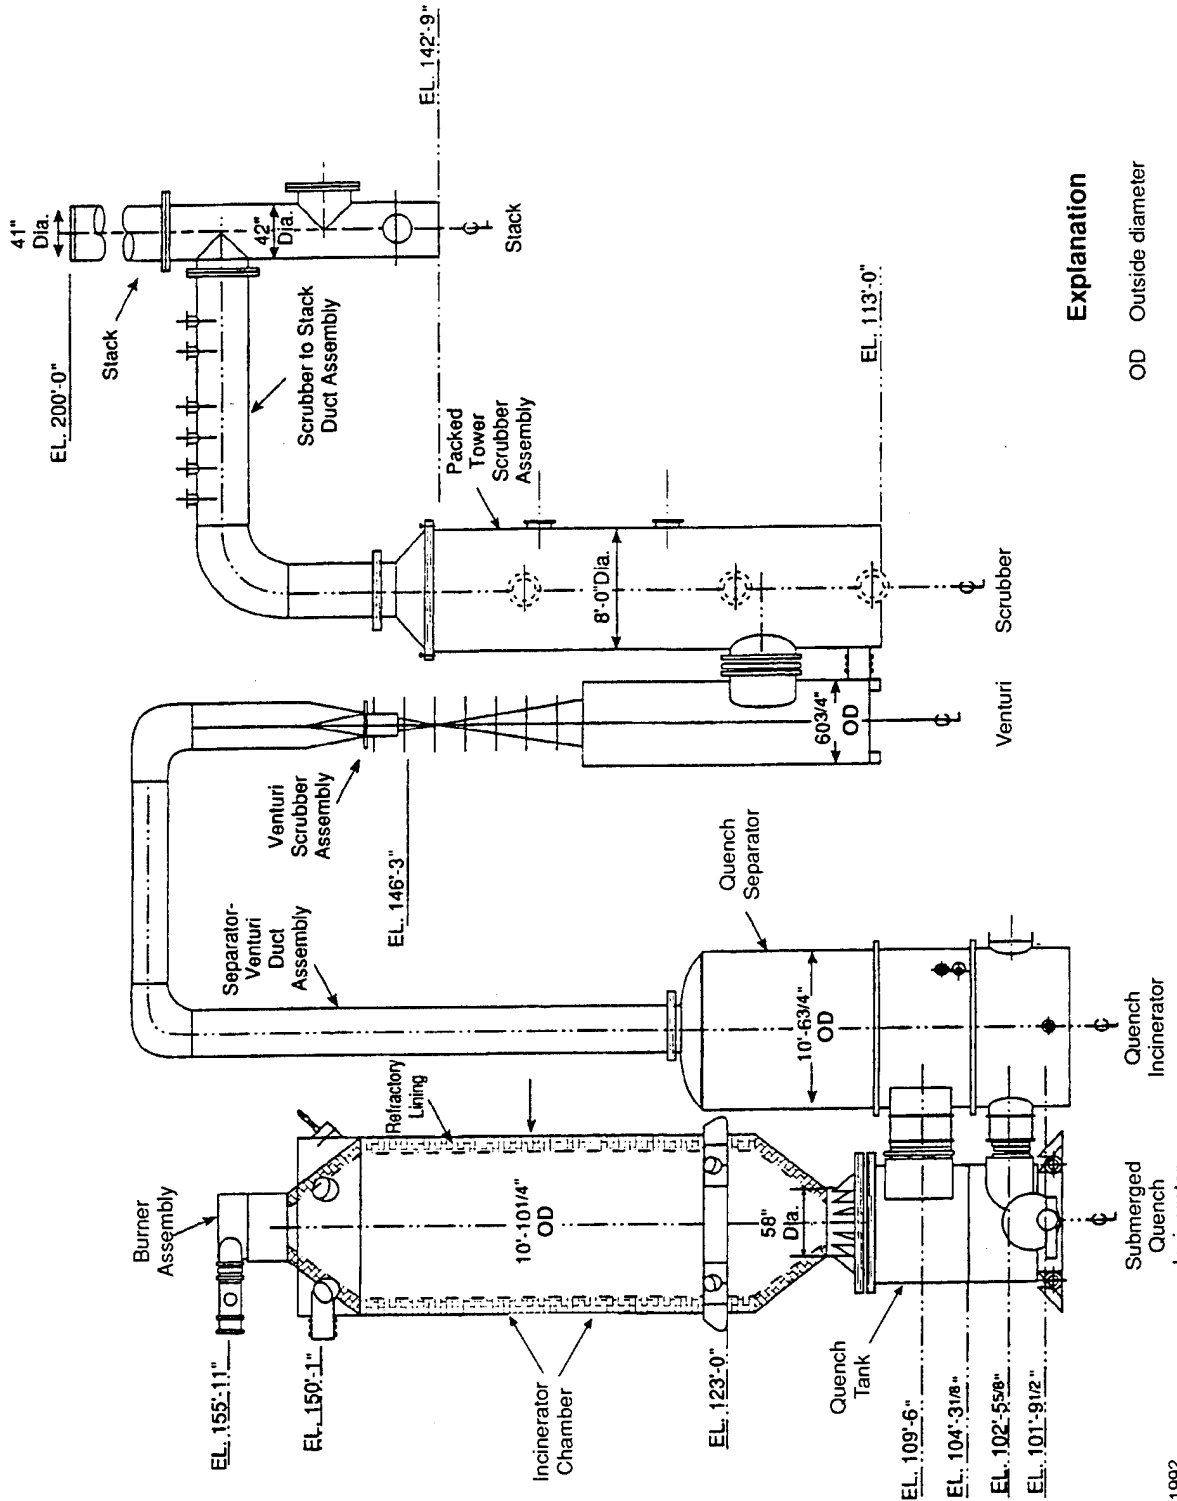 41"
Dia.
EL. 200'-0"
Stack
42"
Dia.
EL. 142'-9"
℄
Stack
Scrubber to Stack
Duct Assembly
Packed
Tower
Scrubber
Assembly
8'-0"Dia.
EL. 113'-0"
℄
Scrubber
Explanation
OD Outside diameter
Venturi
Scrubber
Assembly
EL. 146'-3"
603/4"
OD
℄
Venturi
Separator-
Venturi
Duct
Assembly
Quench
Separator
10'-63/4"
OD
℄
Quench
Incinerator
Burner
Assembly
Refractory
Lining
EL. 155'-11"
EL. 150'-1"
10'-101/4"
OD
Incinerator
Chamber
EL. 123'-0"
58"
Dia.
Quench
Tank
EL. 109'-6"
EL. 104'-31/8"
EL. 102'-55/8"
EL. 101'-91/2"
℄
Submerged
Quench
1992